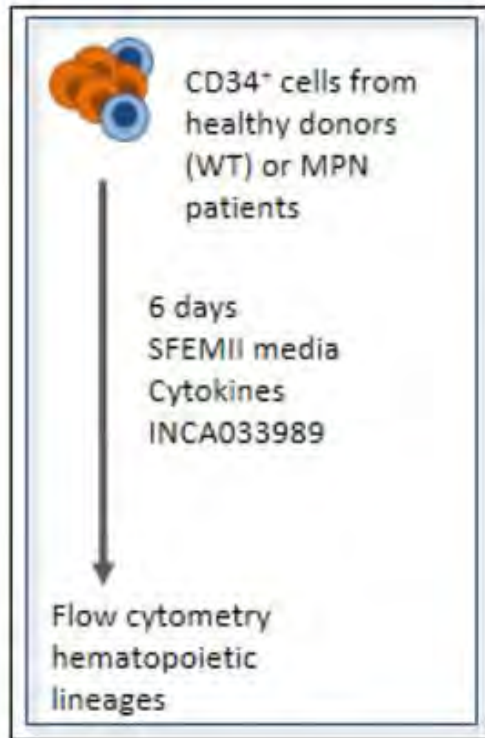 CD34⁺ cells from
healthy donors
(WT) or MPN
patients
6 days
SFEMII media
Cytokines
INCA033989
Flow cytometry
hematopoietic
lineages